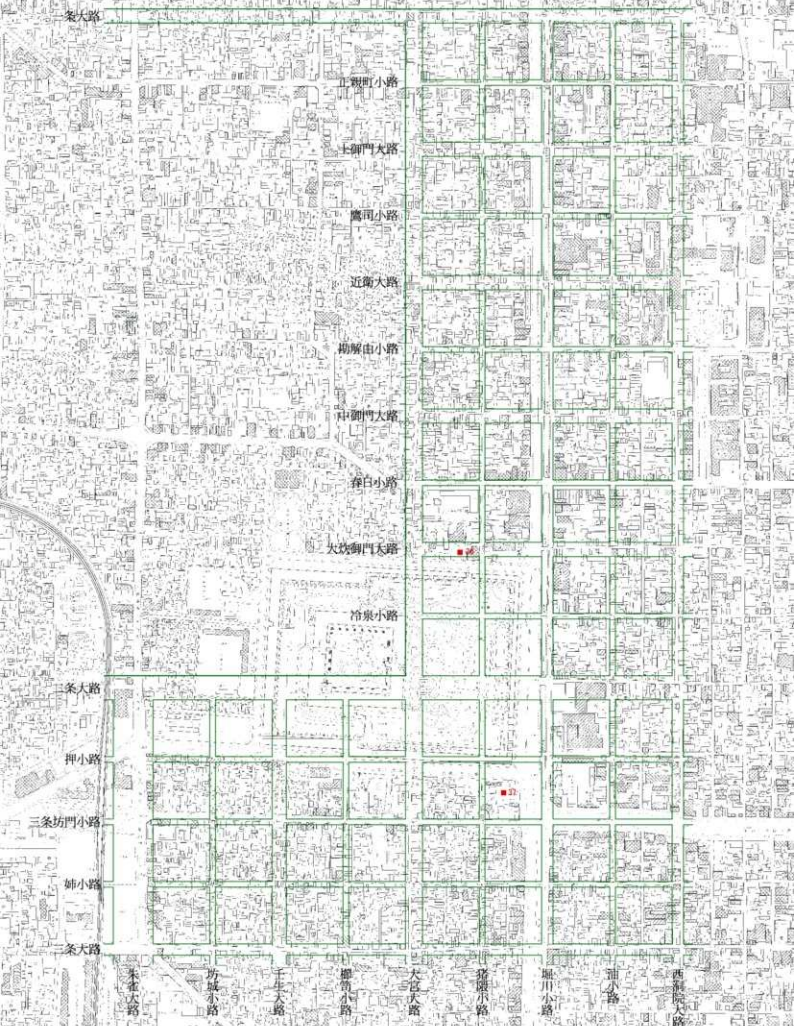 一条大路
正親町小路
土御門大路
鷹司小路
近衛大路
勘解由小路
中御門大路
春日小路
大炊御門大路
冷泉小路
二条大路
押小路
三条坊門小路
姉小路
三条大路
朱雀大路
坊城小路
壬生大路
櫛笥小路
大宮大路
猪隈小路
堀川小路
油小路
西洞院大路